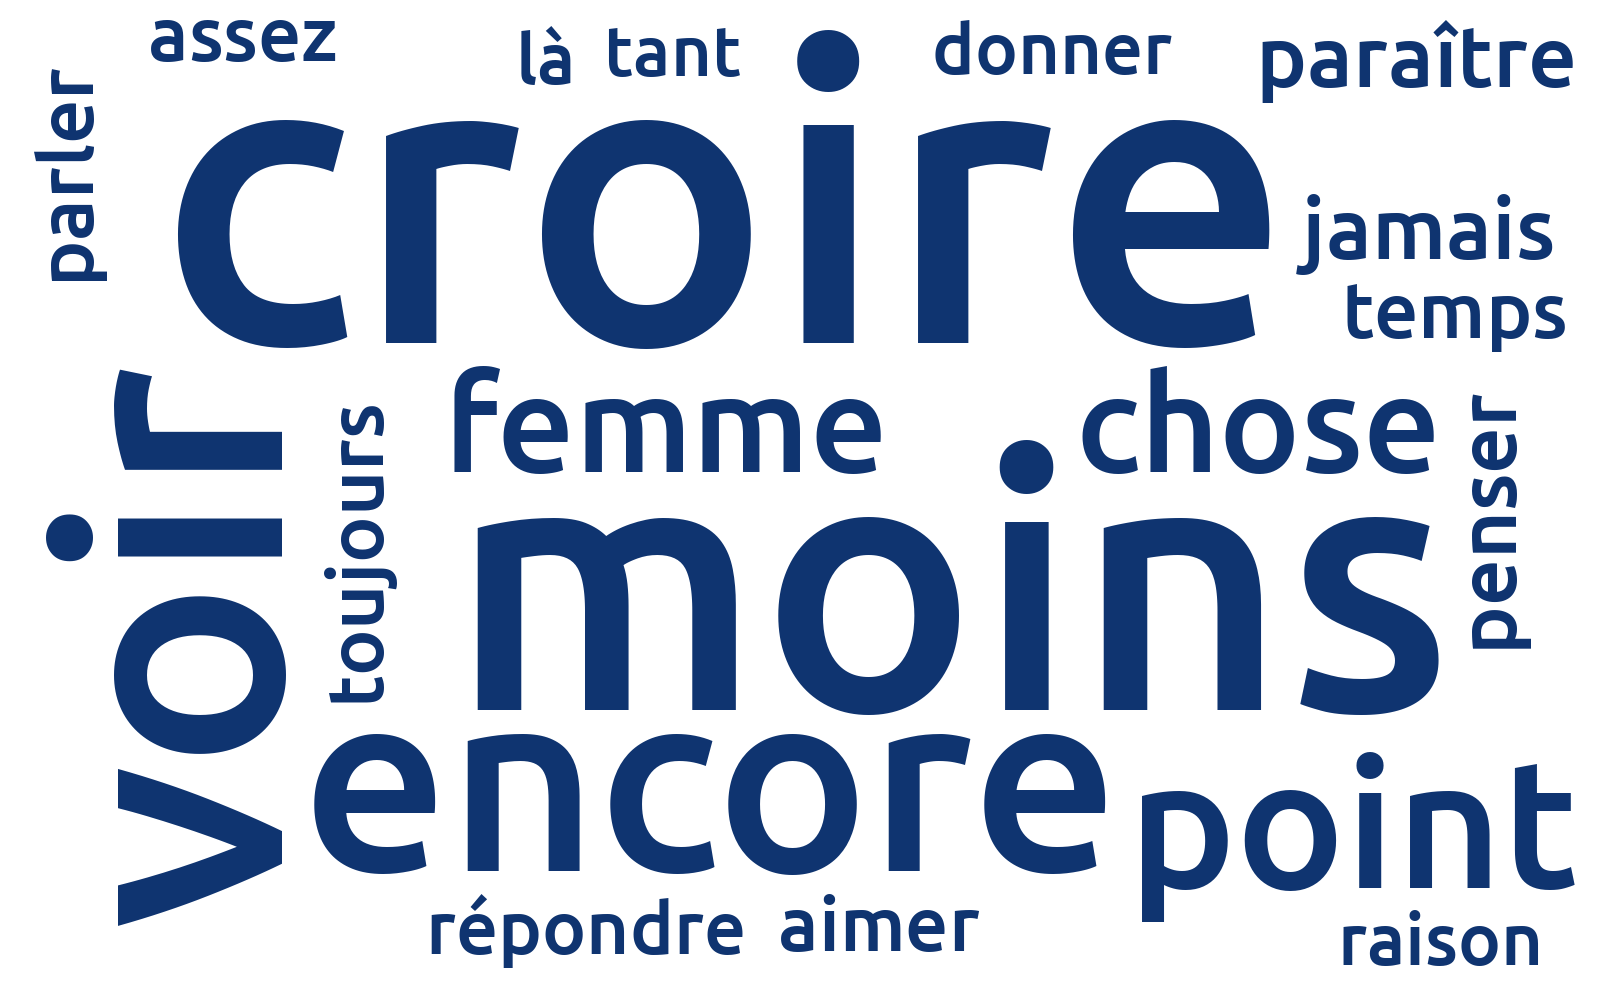 assez
là
tant
donner
paraître
parler
croire
jamais
temps
femme
chose
voir
toujours
moins
penser
encore
point
répondre
aimer
raison